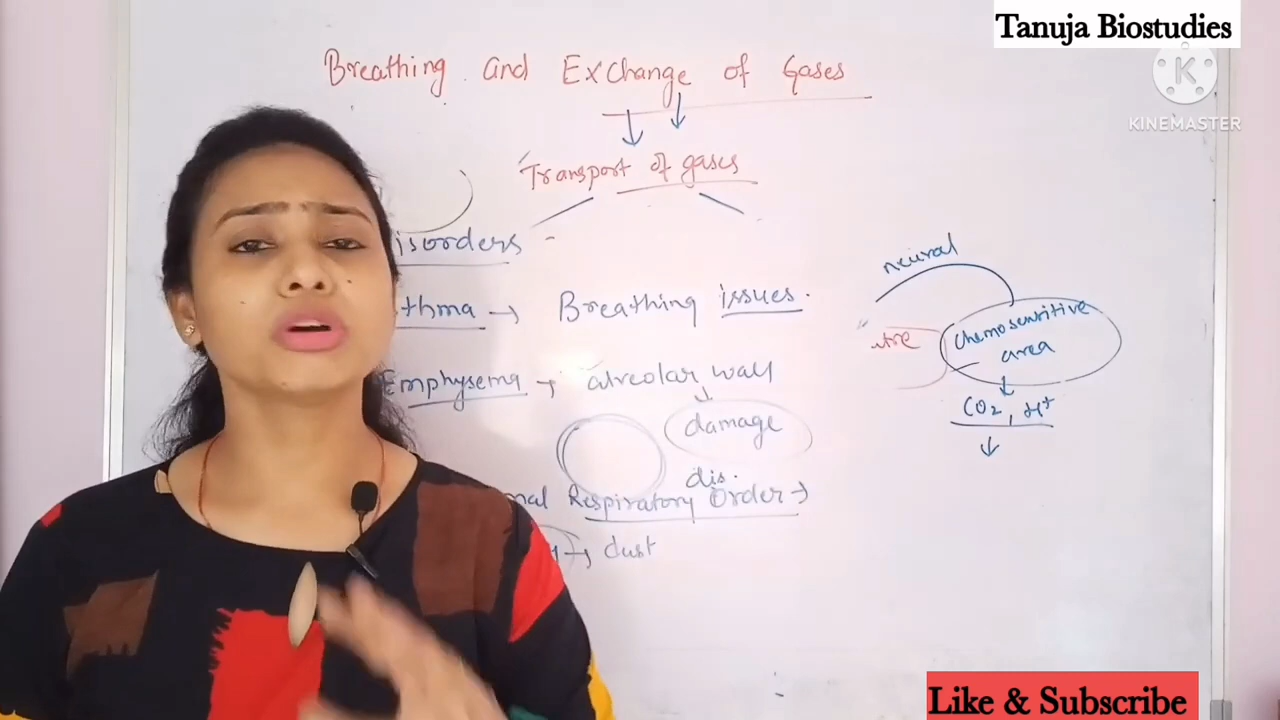 Tanuja Biostudies
KINEMASTER
Breathing and Exchange of Gases
Transport of gases
isorders
neural
thma → Breathing issues.
chemosensitive
area
Emphysema → alveolar wall
CO2, H+
damage
dis.
nal Respiratory Order →
→ dust
Like & Subscribe